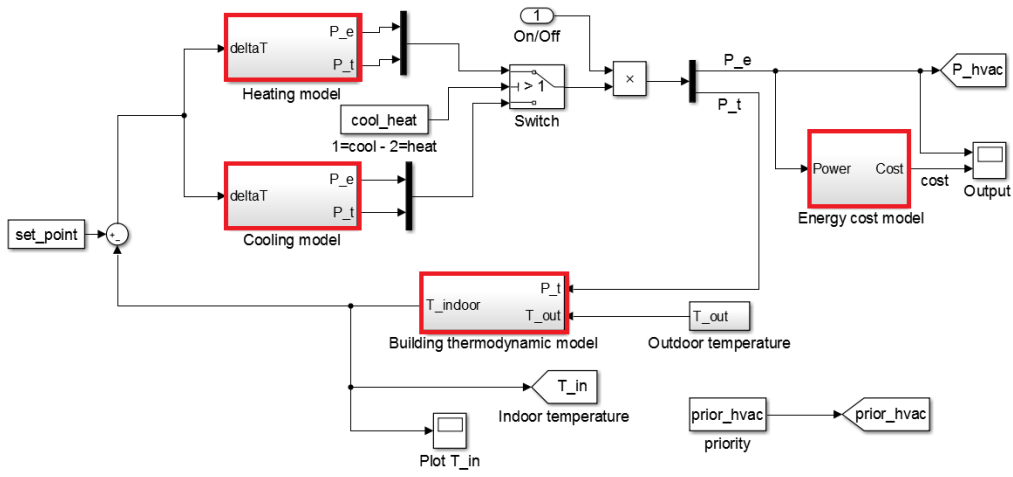 deltaT
P_e
P_t
Heating model
1
On/Off
cool_heat
1=cool - 2=heat
> 1
Switch
×
P_e
P_t
P_hvac
Power
Cost
cost
Energy cost model
Output
deltaT
P_e
P_t
Cooling model
set_point
+_
T_indoor
P_t
T_out
Building thermodynamic model
T_out
Outdoor temperature
T_in
Indoor temperature
Plot T_in
prior_hvac
priority
prior_hvac